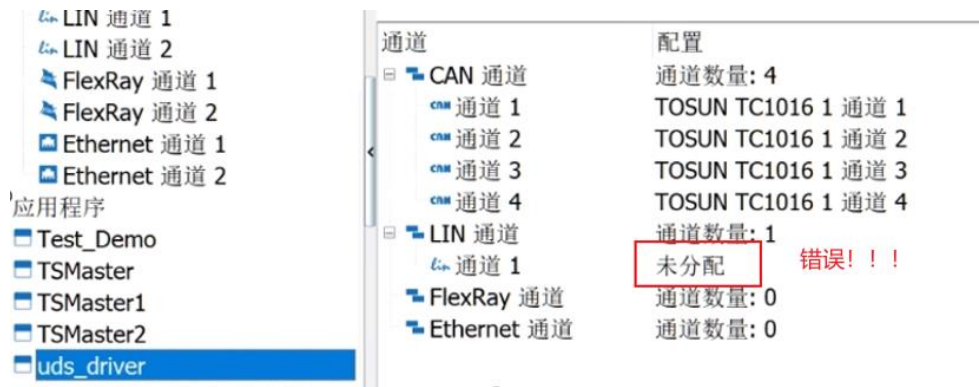 LIN 通道 1
LIN 通道 2
FlexRay 通道 1
FlexRay 通道 2
Ethernet 通道 1
Ethernet 通道 2
应用程序
Test_Demo
TSMaster
TSMaster1
TSMaster2
uds_driver
通道 配置
CAN 通道 通道数量: 4
通道 1 TOSUN TC1016 1 通道 1
通道 2 TOSUN TC1016 1 通道 2
通道 3 TOSUN TC1016 1 通道 3
通道 4 TOSUN TC1016 1 通道 4
LIN 通道 通道数量: 1
通道 1 未分配 错误！！！
FlexRay 通道 通道数量: 0
Ethernet 通道 通道数量: 0